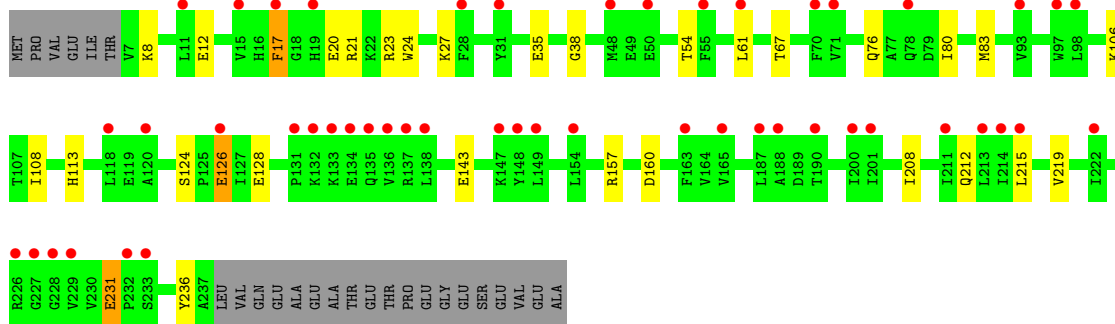 MET PRO VAL GLU ILE THR V7 K8 L11 E12 V15 H16 F17 G18 H19 E20 R21 K22 R23 W24 K27 F28 Y31 E35 G38 M48 E49 E50 T54 F55 L61 T67 F70 V71 Q76 A77 Q78 D79 I80 M83 V93 W97 L98 K106
T107 I108 H113 L118 E119 A120 S124 P125 E126 I127 E128 P131 K132 K133 E134 Q135 V136 R137 L138 E143 K147 Y148 L149 L154 R157 D160 F163 V164 V165 L187 A188 D189 T190 I200 I201 I208 I211 Q212 L213 I214 L215 V219 I222
R226 G227 G228 V229 V230 E231 P232 S233 Y236 A237 LEU VAL GLN GLU ALA GLU ALA THR GLU THR PRO GLU GLY GLU SER GLU VAL GLU ALA